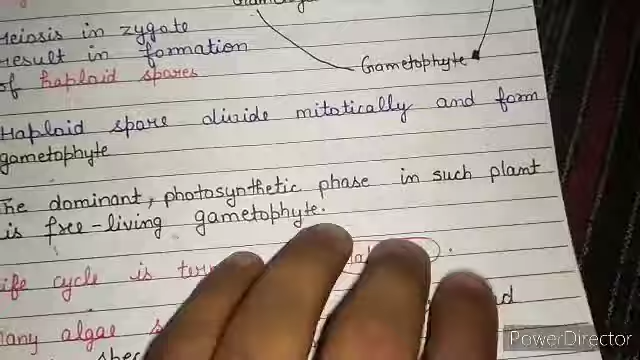 Meiosis in zygote
result in formation
of haploid spores
Gametophyte
Haploid spore divide mitotically and form
gametophyte
The dominant, photosynthetic phase in such plant
is free-living gametophyte.
life cycle is
many algae
PowerDirector